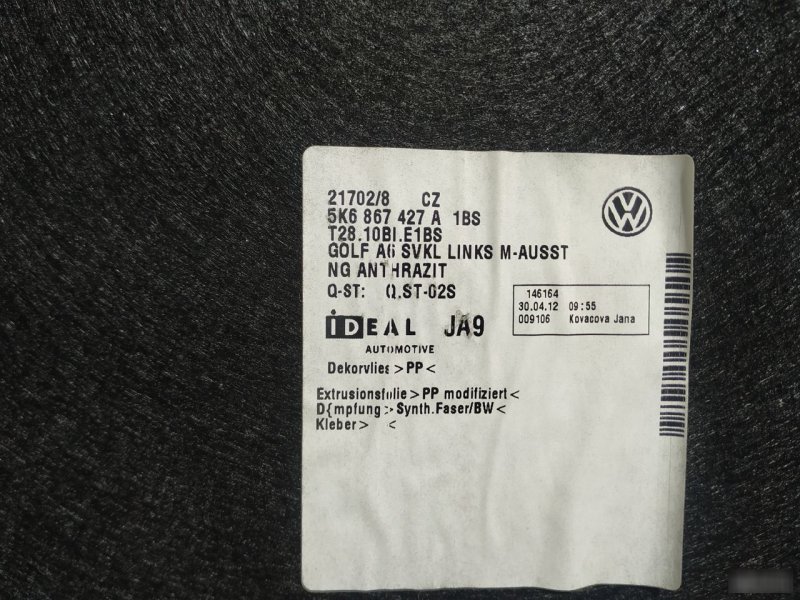 21702/8 CZ
5K6 867 427 A 1BS
T28.10BI.E1BS
GOLF A6 SVKL LINKS M-AUSST
NG ANTHRAZIT
Q-ST: Q.ST-02S
146164
30.04.12 09:55
009106 Kovacova Jana
iDEAL JA9
AUTOMOTIVE
Dekorvlies >PP<
Extrusionsfolie >PP modifiziert<
D{mpfung >Synth.Faser/BW<
Kleber> <